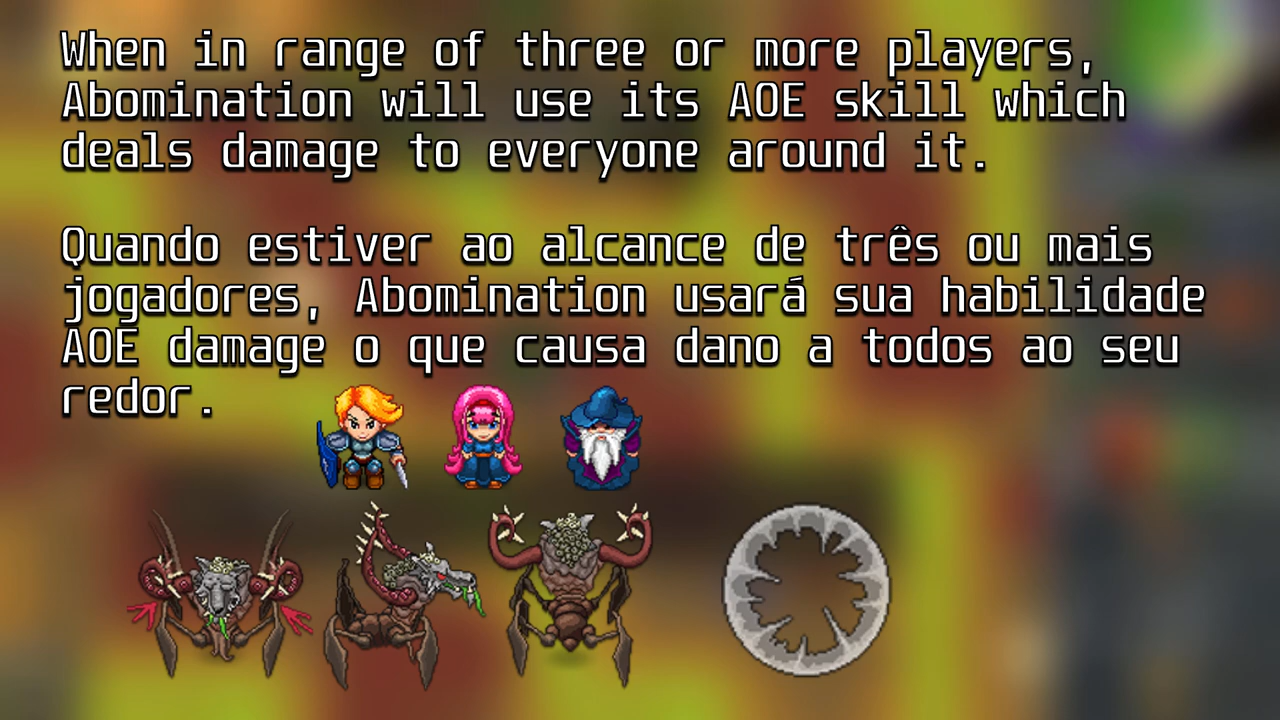 When in range of three or more players,
Abomination will use its AOE skill which
deals damage to everyone around it.
Quando estiver ao alcance de três ou mais
jogadores, Abomination usará sua habilidade
AOE damage o que causa dano a todos ao seu
redor.